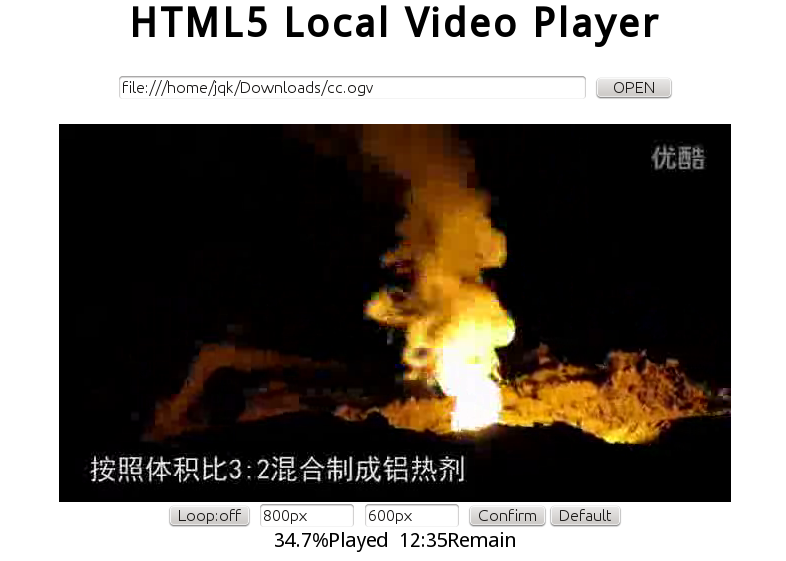 HTML5 Local Video Player
file:///home/jqk/Downloads/cc.ogv OPEN
优酷
按照体积比3:2混合制成铝热剂
Loop:off 800px 600px Confirm Default
34.7%Played 12:35Remain